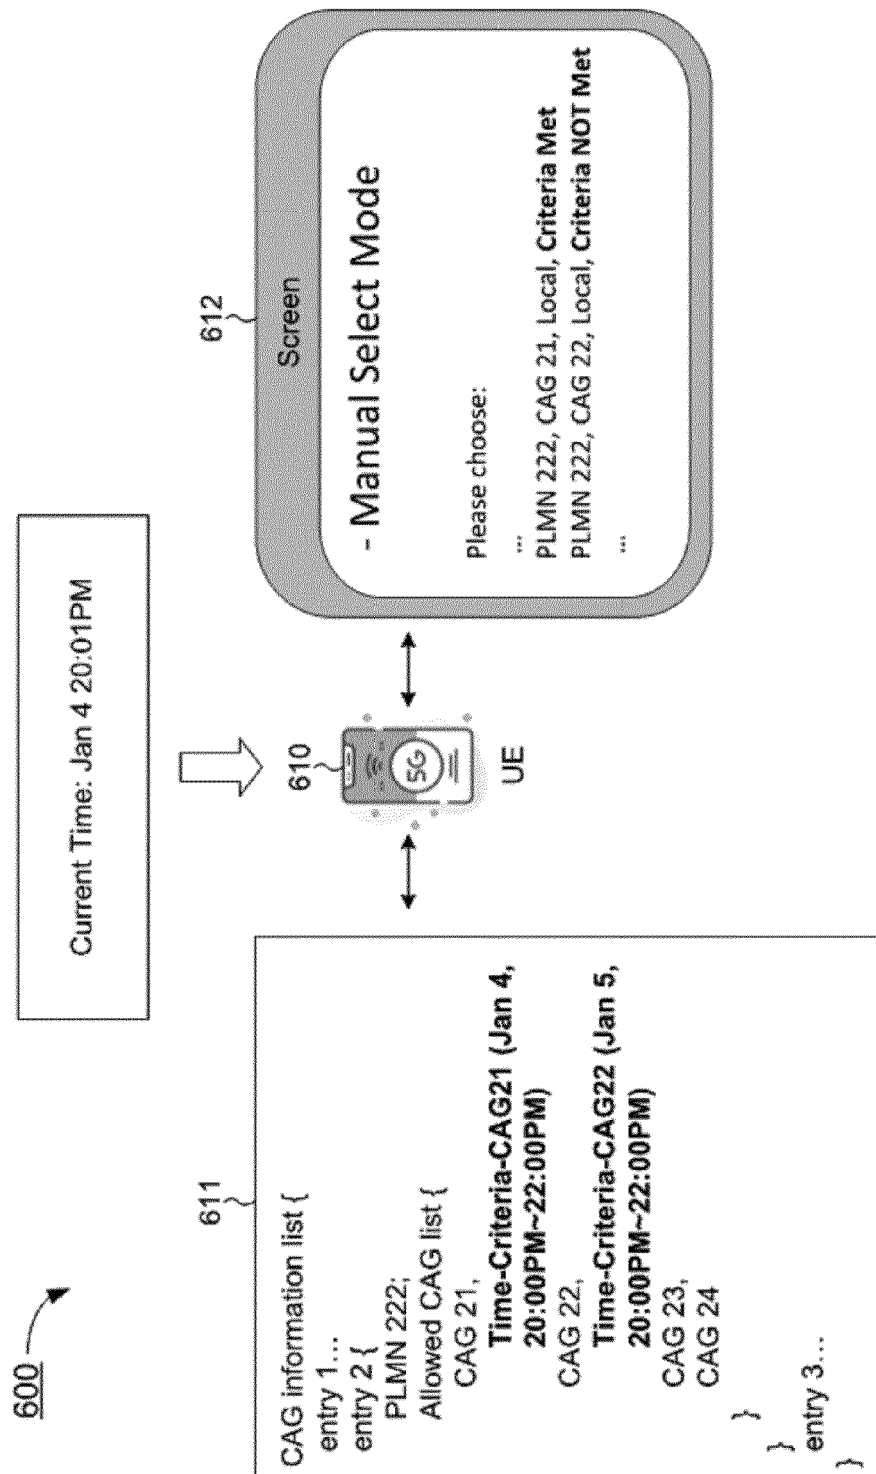 600
Current Time: Jan 4 20:01PM
611
CAG information list {
entry 1...
entry 2 {
PLMN 222;
Allowed CAG list {
CAG 21,
Time-Criteria-CAG21 (Jan 4,
20:00PM~22:00PM)
CAG 22,
Time-Criteria-CAG22 (Jan 5,
20:00PM~22:00PM)
CAG 23,
CAG 24
}
}
entry 3...
}
610
5G
UE
612
Screen
- Manual Select Mode
Please choose:
...
PLMN 222, CAG 21, Local, Criteria Met
PLMN 222, CAG 22, Local, Criteria NOT Met
...